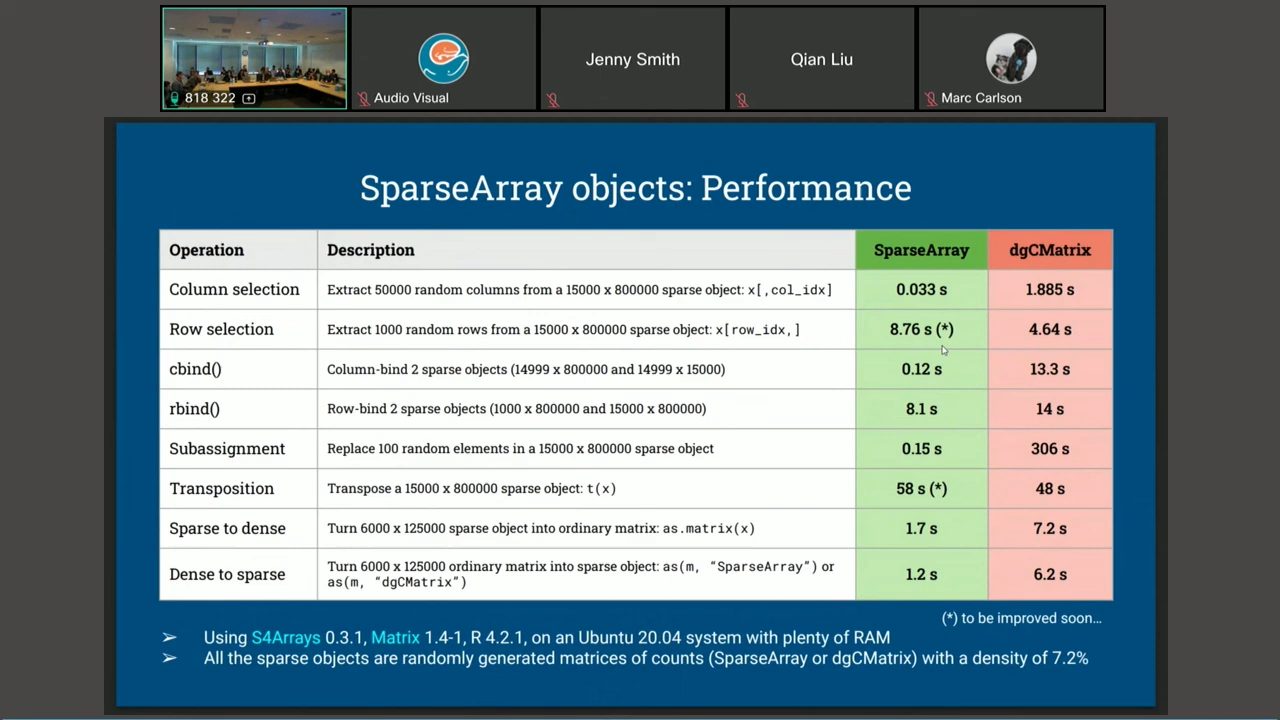 818 322
Audio Visual
Jenny Smith
Qian Liu
Marc Carlson
SparseArray objects: Performance
Operation Description SparseArray dgCMatrix
Column selection Extract 50000 random columns from a 15000 x 800000 sparse object: x[,col_idx] 0.033 s 1.885 s
Row selection Extract 1000 random rows from a 15000 x 800000 sparse object: x[row_idx,] 8.76 s (*) 4.64 s
cbind() Column-bind 2 sparse objects (14999 x 800000 and 14999 x 15000) 0.12 s 13.3 s
rbind() Row-bind 2 sparse objects (1000 x 800000 and 15000 x 800000) 8.1 s 14 s
Subassignment Replace 100 random elements in a 15000 x 800000 sparse object 0.15 s 306 s
Transposition Transpose a 15000 x 800000 sparse object: t(x) 58 s (*) 48 s
Sparse to dense Turn 6000 x 125000 sparse object into ordinary matrix: as.matrix(x) 1.7 s 7.2 s
Dense to sparse Turn 6000 x 125000 ordinary matrix into sparse object: as(m, “SparseArray”) or
as(m, “dgCMatrix”) 1.2 s 6.2 s
(*) to be improved soon…
➢ Using S4Arrays 0.3.1, Matrix 1.4-1, R 4.2.1, on an Ubuntu 20.04 system with plenty of RAM
➢ All the sparse objects are randomly generated matrices of counts (SparseArray or dgCMatrix) with a density of 7.2%